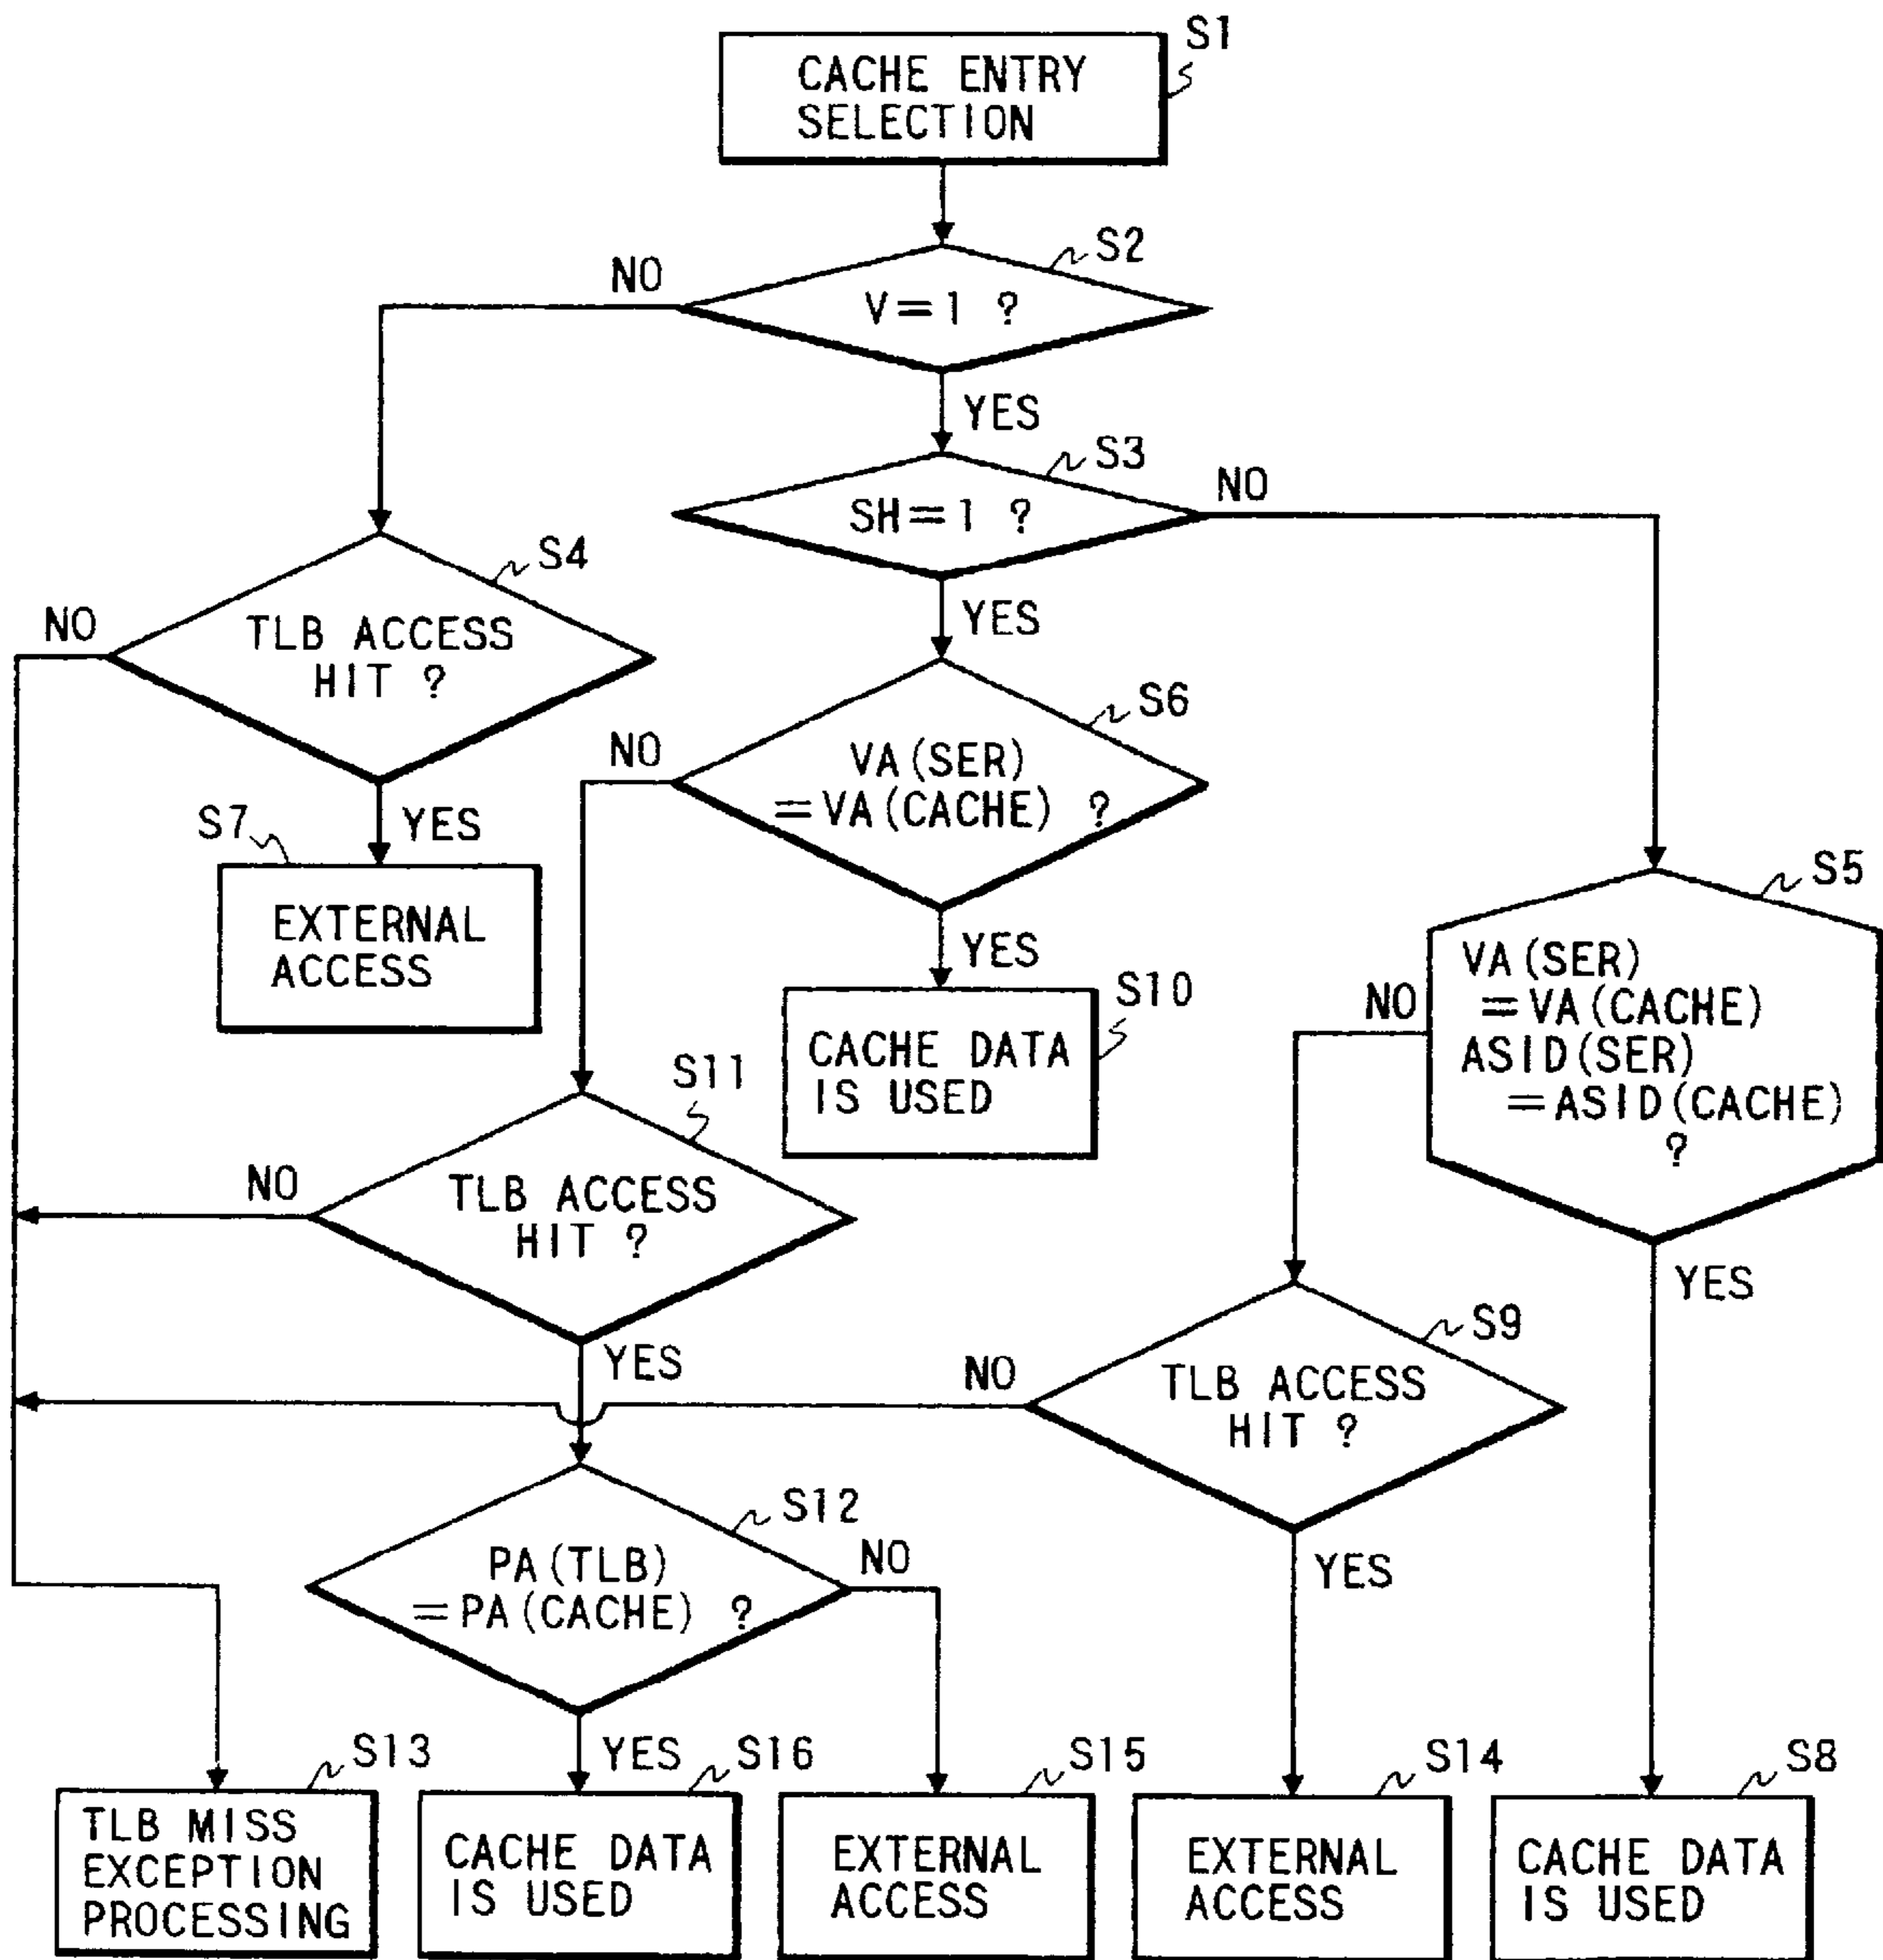 S1
CACHE ENTRY
SELECTION
S2
NO
V=1 ?
YES
S3
NO
SH=1 ?
S4
YES
NO
TLB ACCESS
HIT ?
S6
NO
VA(SER)
=VA(CACHE) ?
S7
YES
S5
EXTERNAL
ACCESS
YES
VA(SER)
=VA(CACHE)
ASID(SER)
=ASID(CACHE)
?
NO
S10
CACHE DATA
IS USED
S11
NO
TLB ACCESS
HIT ?
YES
S9
YES
NO
TLB ACCESS
HIT ?
S12
NO
PA(TLB)
=PA(CACHE) ?
YES
S13
YES
S16
S15
S14
S8
TLB MISS
EXCEPTION
PROCESSING
CACHE DATA
IS USED
EXTERNAL
ACCESS
EXTERNAL
ACCESS
CACHE DATA
IS USED